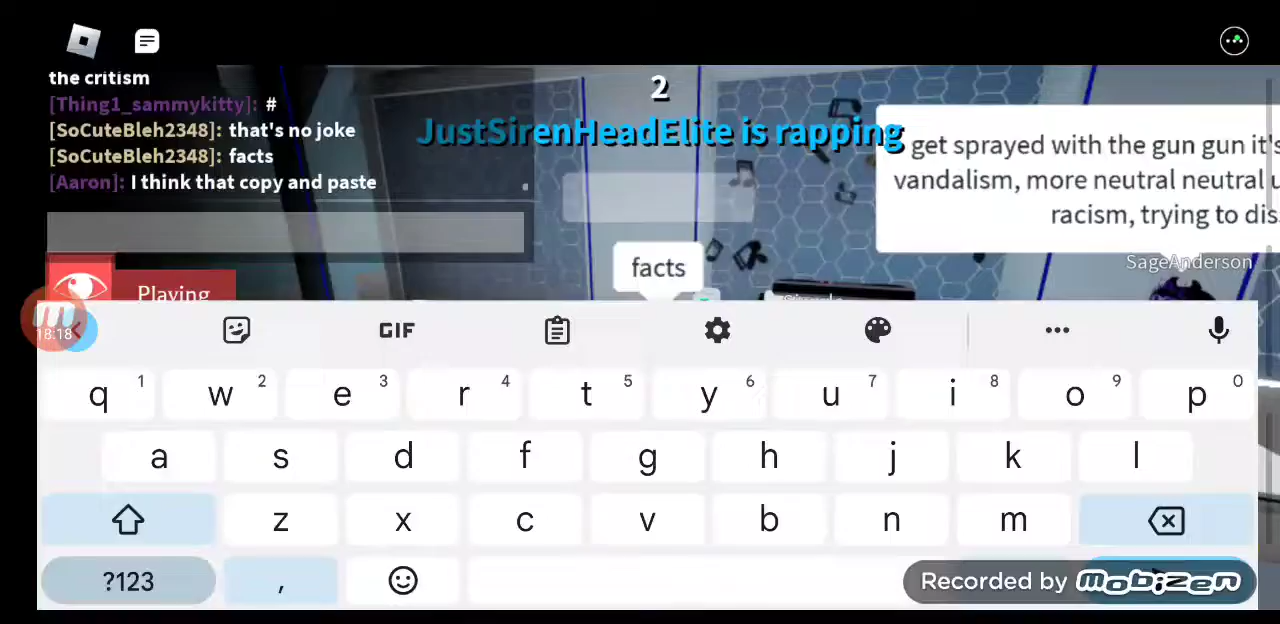 the critism
[Thing1_sammykitty]: #
[SoCuteBleh2348]: that's no joke
[SoCuteBleh2348]: facts
[Aaron]: I think that copy and paste
2
JustSirenHeadElite is rapping
get sprayed with the gun gun it's
vandalism, more neutral neutral
racism, trying to dis
SageAnderson
facts
Playing
18:18
GIF
q 1 w 2 e 3 r 4 t 5 y 6 u 7 i 8 o 9 p 0
a s d f g h j k l
z x c v b n m
?123 ,
Recorded by mobizen